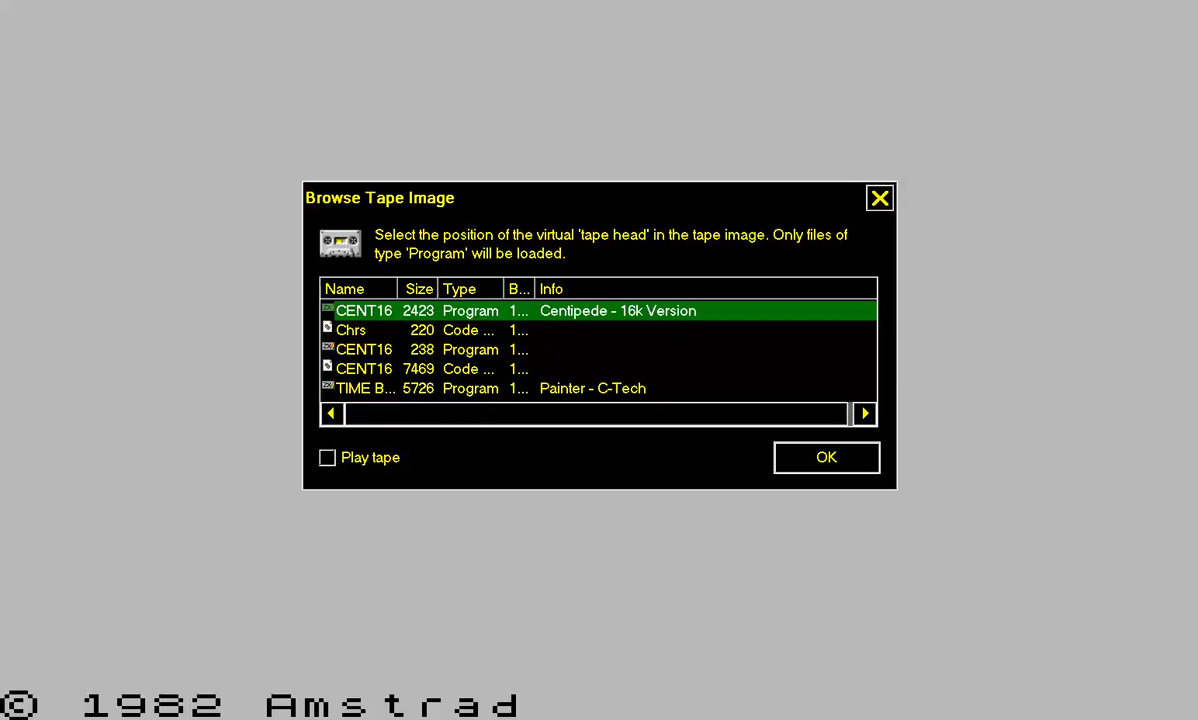 Browse Tape Image
Select the position of the virtual 'tape head' in the tape image. Only files of
type 'Program' will be loaded.
Name Size Type B... Info
CENT16 2423 Program 1... Centipede - 16k Version
Chrs 220 Code ... 1...
CENT16 238 Program 1...
CENT16 7469 Code ... 1...
TIME B... 5726 Program 1... Painter - C-Tech
Play tape OK
© 1982 Amstrad